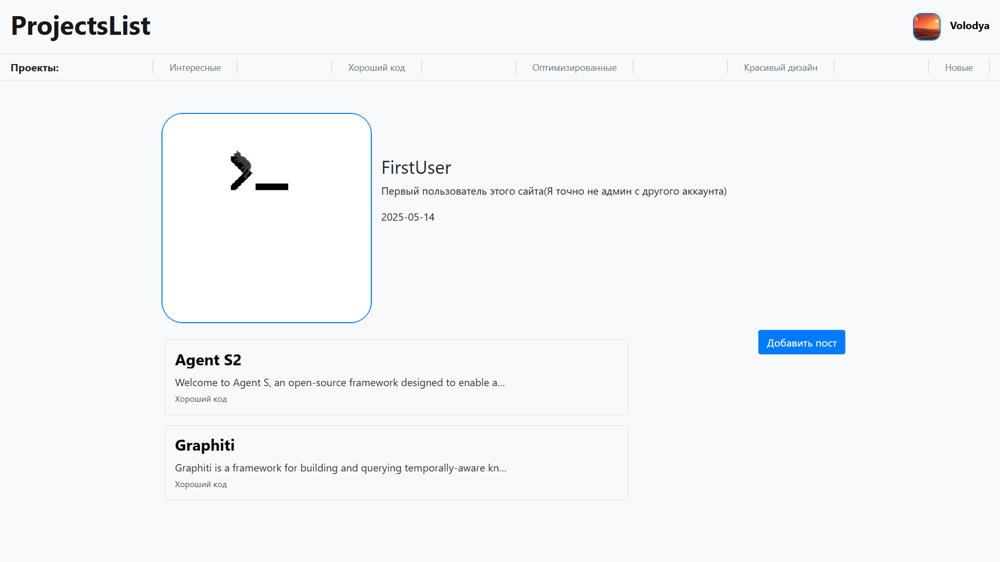 ProjectsList
Volodya
Проекты:
Интересные
Хороший код
Оптимизированные
Красивый дизайн
Новые
FirstUser
Первый пользователь этого сайта(Я точно не админ с другого аккаунта)
2025-05-14
Добавить пост
Agent S2
Welcome to Agent S, an open-source framework designed to enable a...
Хороший код
Graphiti
Graphiti is a framework for building and querying temporally-aware kn...
Хороший код